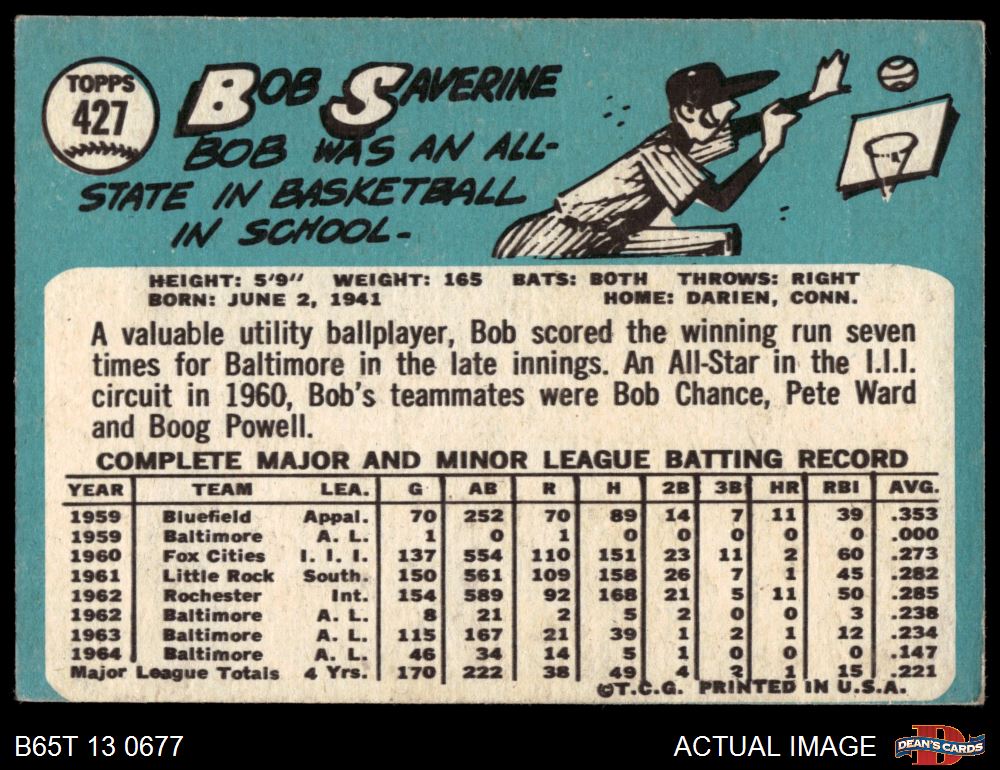 TOPPS
427
BOB SAVERINE
BOB WAS AN ALL-
STATE IN BASKETBALL
IN SCHOOL-
HEIGHT: 5'9" WEIGHT: 165 BATS: BOTH THROWS: RIGHT
BORN: JUNE 2, 1941 HOME: DARIEN, CONN.
A valuable utility ballplayer, Bob scored the winning run seven
times for Baltimore in the late innings. An All-Star in the I.I.I.
circuit in 1960, Bob's teammates were Bob Chance, Pete Ward
and Boog Powell.
COMPLETE MAJOR AND MINOR LEAGUE BATTING RECORD
YEAR TEAM LEA. G AB R H 2B 3B HR RBI AVG.
1959 Bluefield Appal. 70 252 70 89 14 7 11 39 .353
1959 Baltimore A. L. 1 0 1 0 0 0 0 0 .000
1960 Fox Cities I. I. I. 137 554 110 151 23 11 2 60 .273
1961 Little Rock South. 150 561 109 158 26 7 1 45 .282
1962 Rochester Int. 154 589 92 168 21 5 11 50 .285
1962 Baltimore A. L. 8 21 2 5 2 0 0 3 .238
1963 Baltimore A. L. 115 167 21 39 1 2 1 12 .234
1964 Baltimore A. L. 46 34 14 5 1 0 0 0 .147
Major League Totals 4 Yrs. 170 222 38 49 4 2 1 15 .221
©T.C.G. PRINTED IN U.S.A.
B65T 13 0677 ACTUAL IMAGE DEAN'S CARDS